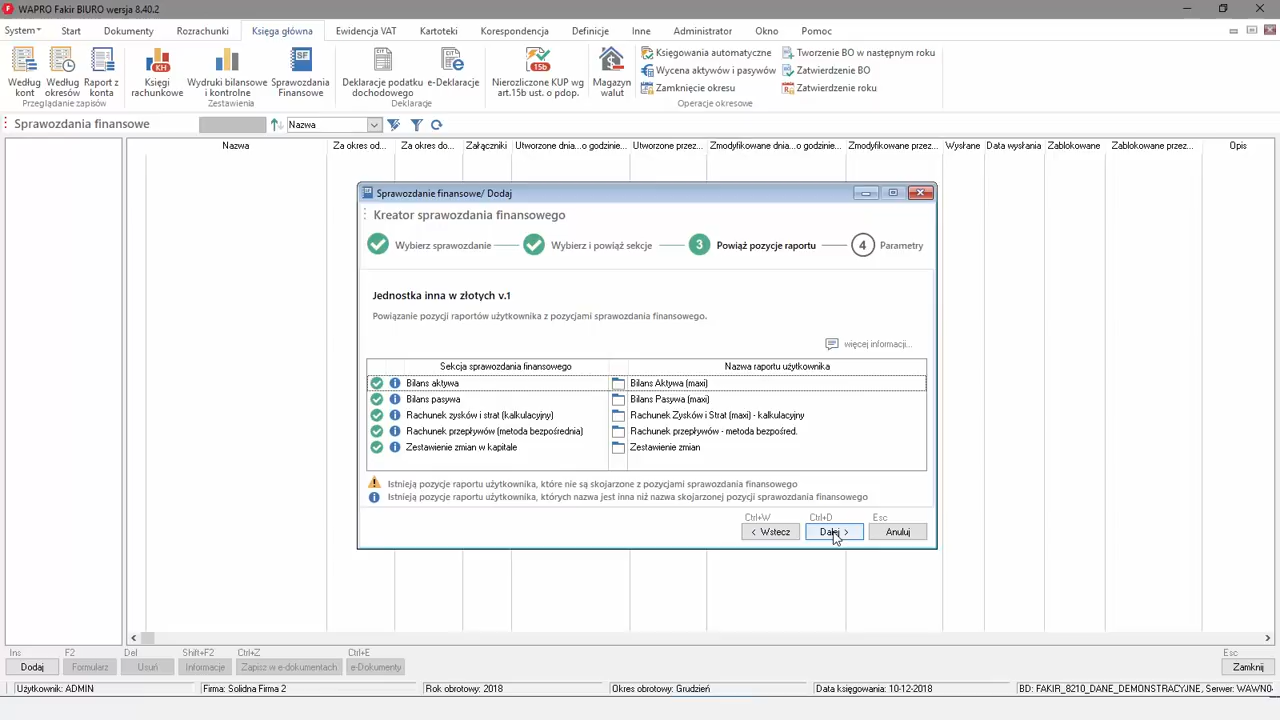 WAPRO Fakir BIURO wersja 8.40.2
System Start Dokumenty Rozrachunki Księga główna Ewidencja VAT Kartoteki Korespondencja Definicje Inne Administrator Okno Pomoc
Według kont
Według okresów
Raport z konta
Przeglądanie zapisów
Księgi rachunkowe
Wydruki bilansowe i kontrolne
Sprawozdania Finansowe
Zestawienia
Deklaracje podatku dochodowego
e-Deklaracje
Deklaracje
Nierozliczone KUP wg art.15b ust. o pdop.
Magazyn walut
Księgowania automatyczne
Wycena aktywów i pasywów
Zamknięcie okresu
Tworzenie BO w następnym roku
Zatwierdzenie BO
Zatwierdzenie roku
Operacje okresowe
Sprawozdania finansowe
Nazwa
Nazwa Za okres od... Za okres do... Załączniki Utworzone dnia...o godzinie... Utworzone przez... Zmodyfikowane dnia...o godzinie... Zmodyfikowane przez... Wysłane Data wysłania Zablokowane Zablokowane przez... Opis
Sprawozdanie finansowe/ Dodaj
Kreator sprawozdania finansowego
Wybierz sprawozdanie Wybierz i powiąż sekcje 3 Powiąż pozycje raportu 4 Parametry
Jednostka inna w złotych v.1
Powiązanie pozycji raportów użytkownika z pozycjami sprawozdania finansowego.
więcej informacji...
Sekcja sprawozdania finansowego Nazwa raportu użytkownika
Bilans aktywa Bilans Aktywa (maxi)
Bilans pasywa Bilans Pasywa (maxi)
Rachunek zysków i strat (kalkulacyjny) Rachunek Zysków i Strat (maxi) - kalkulacyjny
Rachunek przepływów (metoda bezpośrednia) Rachunek przepływów - metoda bezpośred.
Zestawienie zmian w kapitale Zestawienie zmian
Istnieją pozycje raportu użytkownika, które nie są skojarzone z pozycjami sprawozdania finansowego
Istnieją pozycje raportu użytkownika, których nazwa jest inna niż nazwa skojarzonej pozycji sprawozdania finansowego
Ctrl+W Ctrl+D Esc
< Wstecz Dalej > Anuluj
Ins F2 Del Shift+F2 Ctrl+Z Ctrl+E Esc
Dodaj Formularz Usuń Informacje Zapisz w e-dokumentach e-Dokumenty Zamknij
Użytkownik: ADMIN Firma: Solidna Firma 2 Rok obrotowy: 2018 Okres obrotowy: Grudzień Data księgowania: 10-12-2018 BD: FAKIR_8210_DANE_DEMONSTRACYJNE, Serwer: WAWN0-